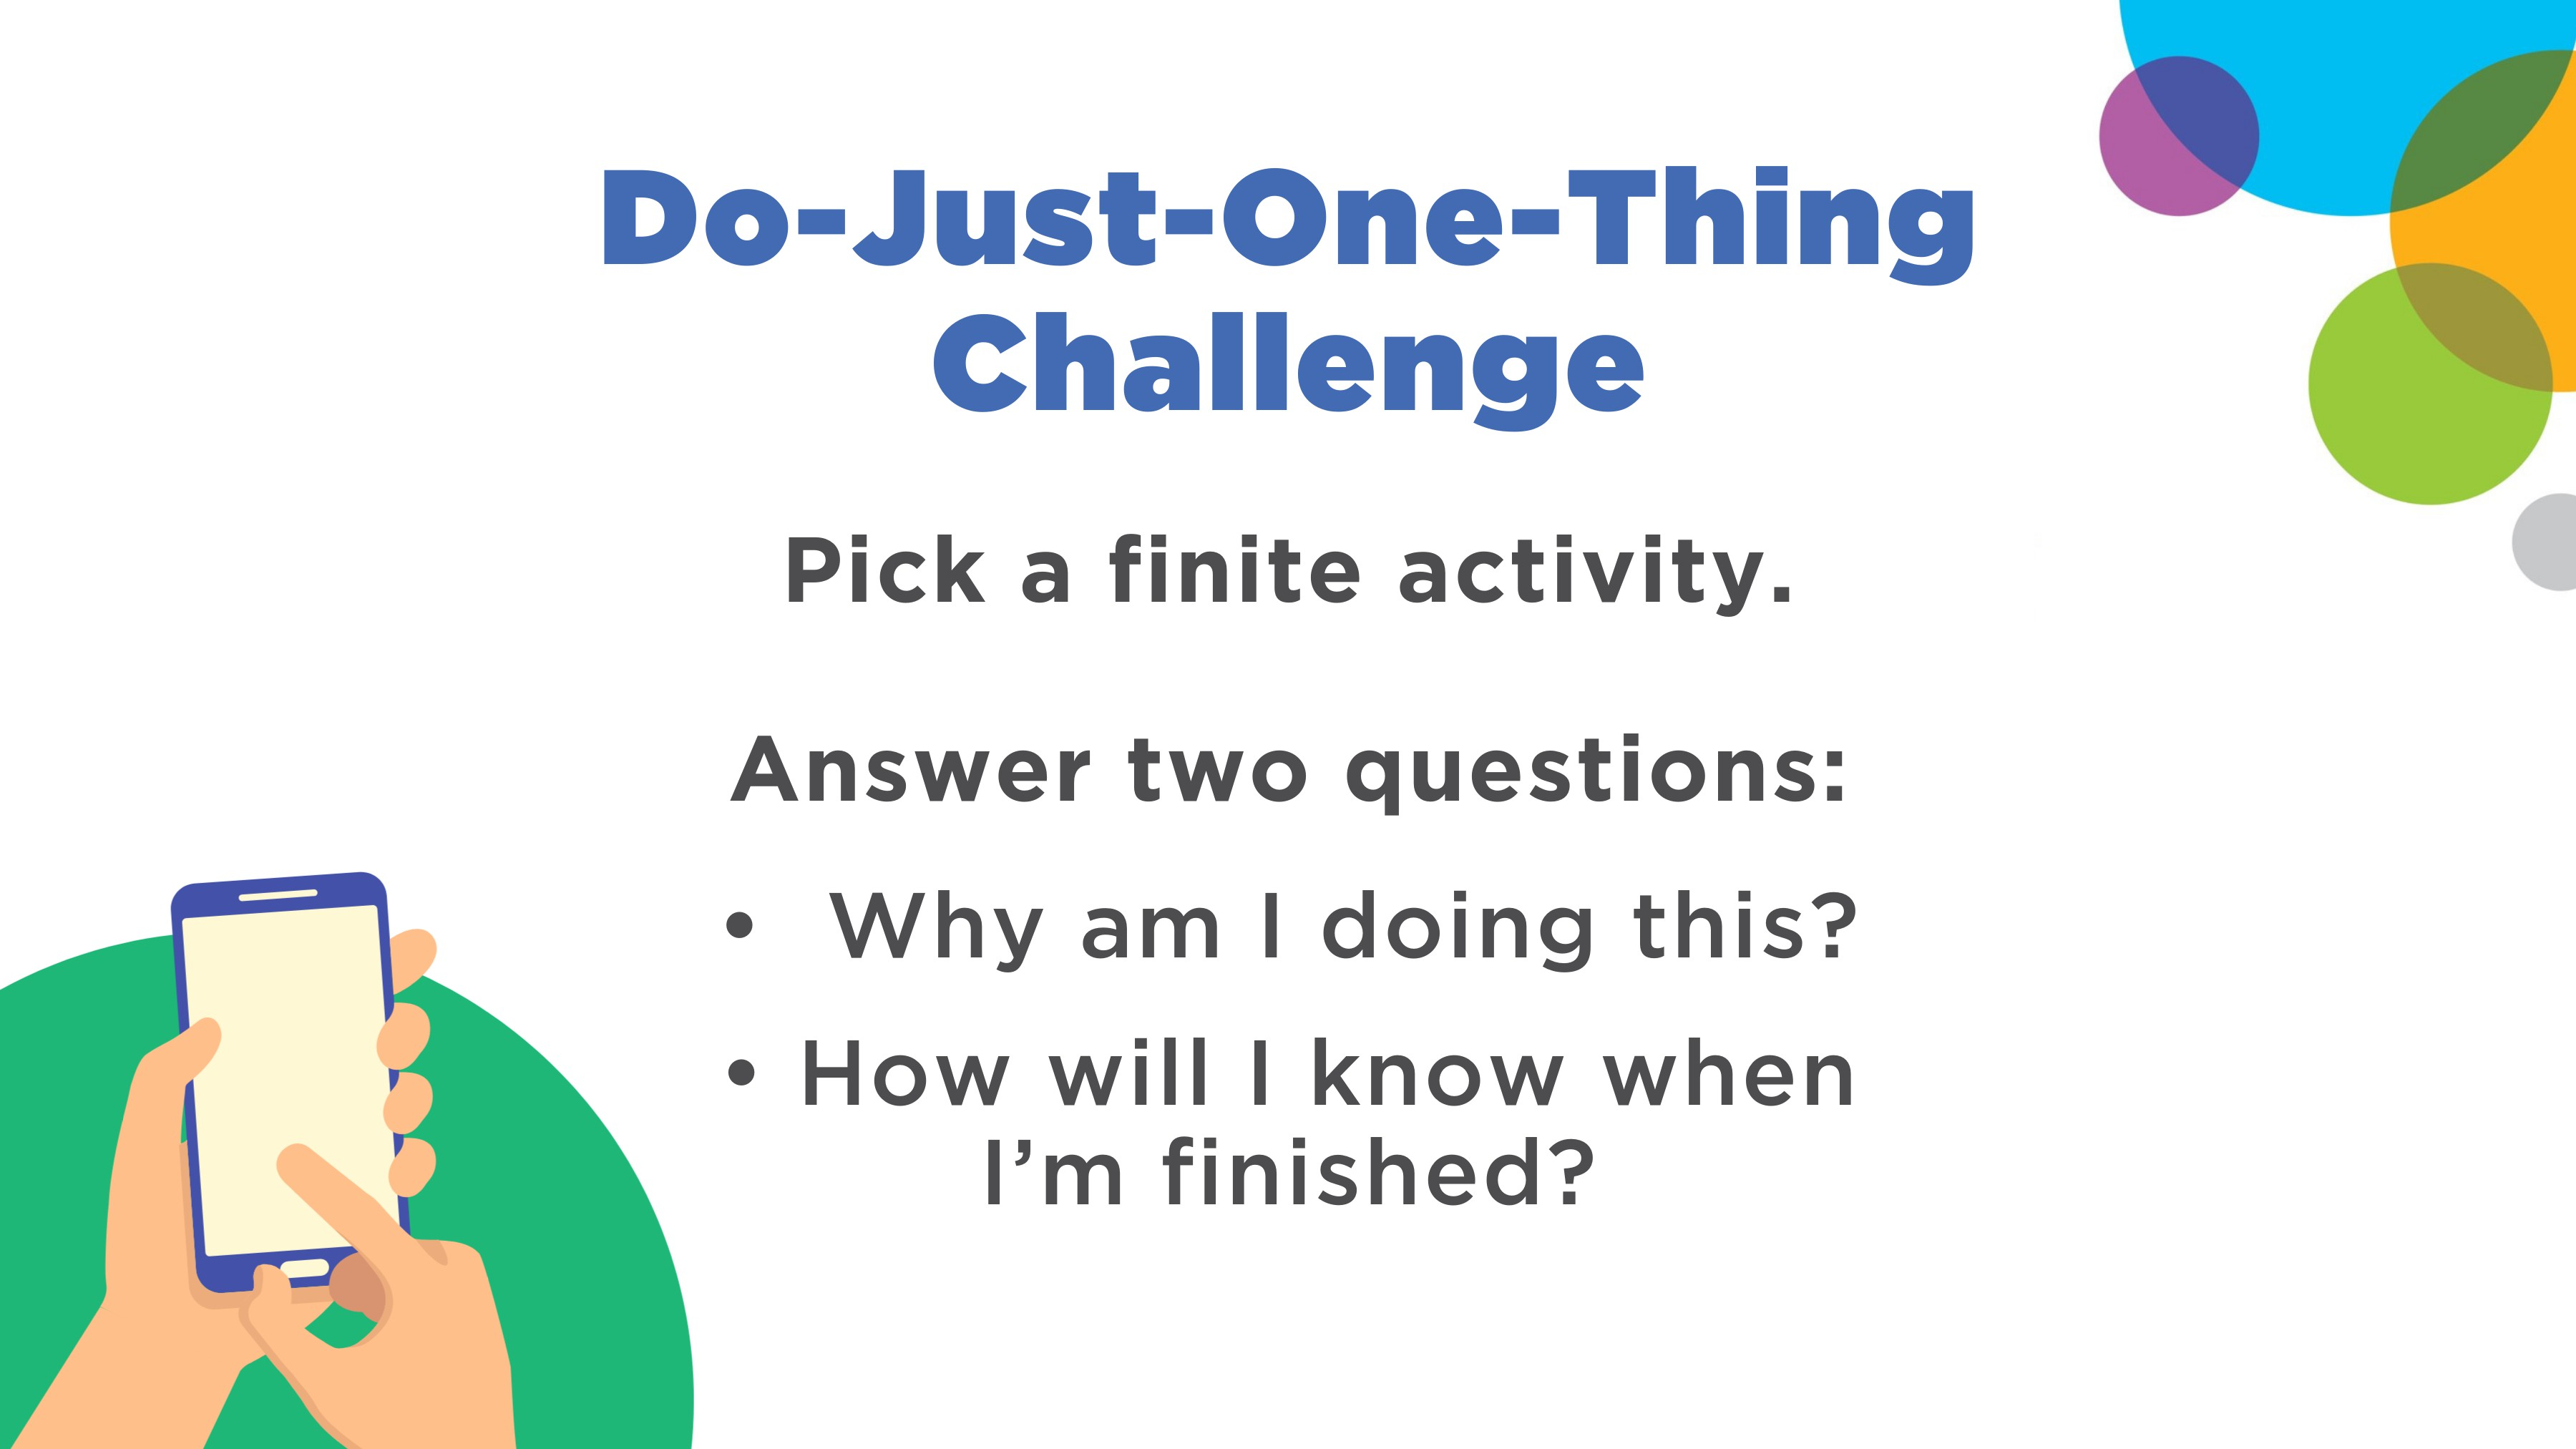 Do-Just-One-Thing
Challenge
Pick a finite activity.
Answer two questions:
• Why am I doing this?
• How will I know when
I’m finished?